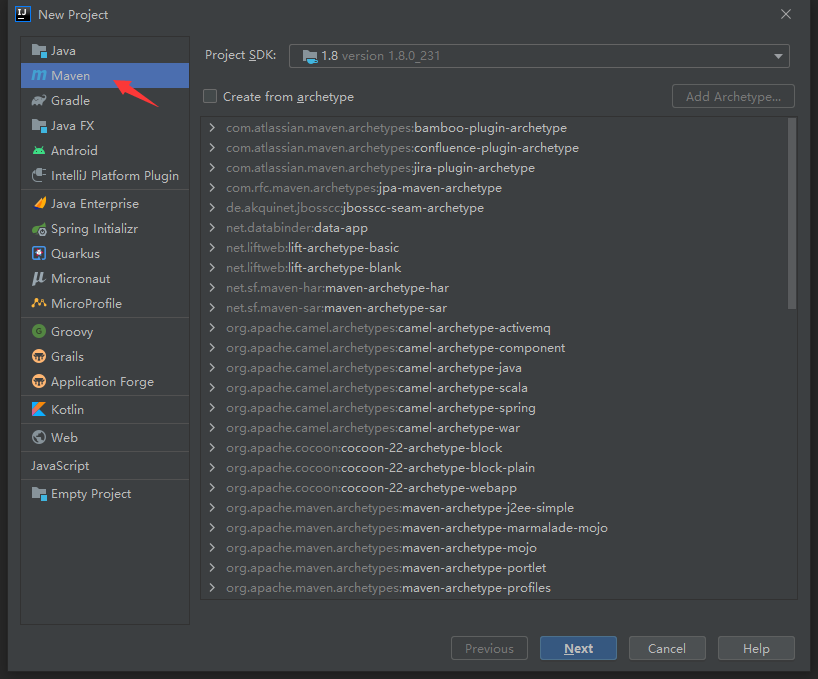 New Project
Java
Maven
Gradle
Java FX
Android
IntelliJ Platform Plugin
Java Enterprise
Spring Initializr
Quarkus
Micronaut
MicroProfile
Groovy
Grails
Application Forge
Kotlin
Web
JavaScript
Empty Project
Project SDK: 1.8 version 1.8.0_231
Create from archetype
Add Archetype...
com.atlassian.maven.archetypes:bamboo-plugin-archetype
com.atlassian.maven.archetypes:confluence-plugin-archetype
com.atlassian.maven.archetypes:jira-plugin-archetype
com.rfc.maven.archetypes:jpa-maven-archetype
de.akquinet.jbosscc:jbosscc-seam-archetype
net.databinder:data-app
net.liftweb:lift-archetype-basic
net.liftweb:lift-archetype-blank
net.sf.maven-har:maven-archetype-har
net.sf.maven-sar:maven-archetype-sar
org.apache.camel.archetypes:camel-archetype-activemq
org.apache.camel.archetypes:camel-archetype-component
org.apache.camel.archetypes:camel-archetype-java
org.apache.camel.archetypes:camel-archetype-scala
org.apache.camel.archetypes:camel-archetype-spring
org.apache.camel.archetypes:camel-archetype-war
org.apache.cocoon:cocoon-22-archetype-block
org.apache.cocoon:cocoon-22-archetype-block-plain
org.apache.cocoon:cocoon-22-archetype-webapp
org.apache.maven.archetypes:maven-archetype-j2ee-simple
org.apache.maven.archetypes:maven-archetype-marmalade-mojo
org.apache.maven.archetypes:maven-archetype-mojo
org.apache.maven.archetypes:maven-archetype-portlet
org.apache.maven.archetypes:maven-archetype-profiles
Previous
Next
Cancel
Help